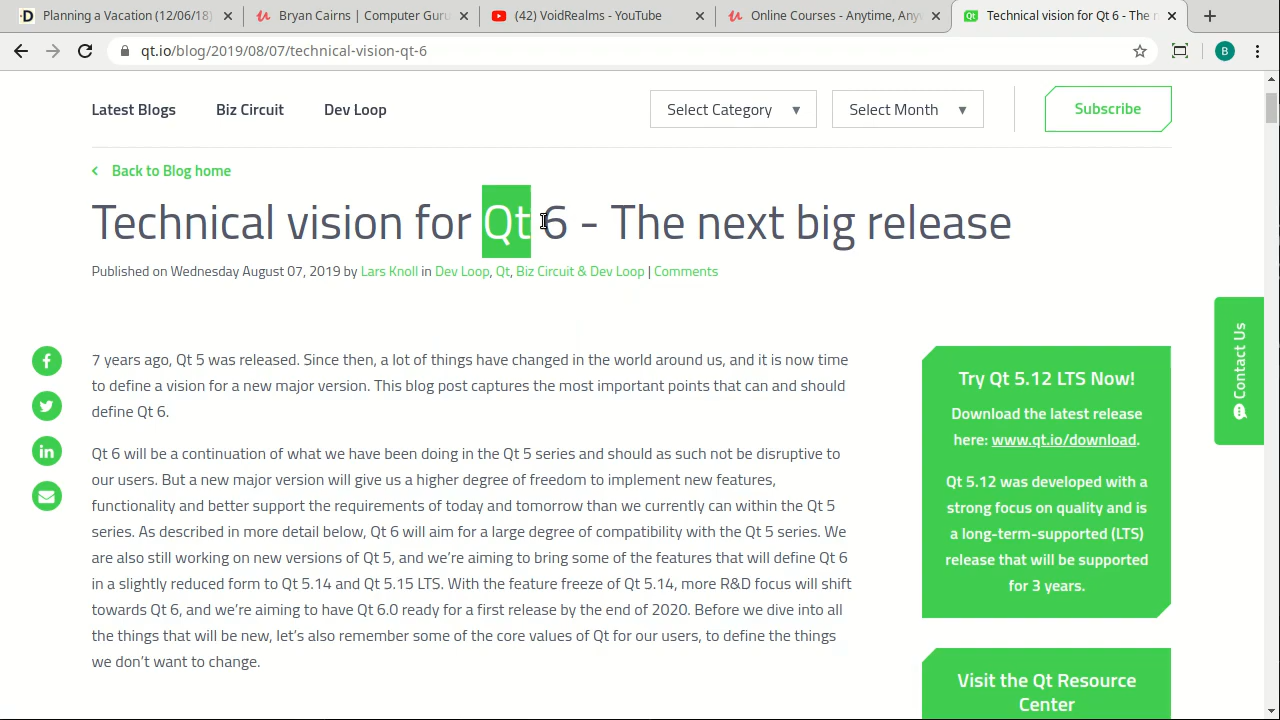 Planning a Vacation (12/06/18)
Bryan Cairns | Computer Guru
(42) VoidRealms - YouTube
Online Courses - Anytime, Any
Technical vision for Qt 6 - The n
qt.io/blog/2019/08/07/technical-vision-qt-6
B
Latest Blogs
Biz Circuit
Dev Loop
Select Category
Select Month
Subscribe
Back to Blog home
Technical vision for Qt 6 - The next big release
Published on Wednesday August 07, 2019 by Lars Knoll in Dev Loop, Qt, Biz Circuit & Dev Loop | Comments
7 years ago, Qt 5 was released. Since then, a lot of things have changed in the world around us, and it is now time
to define a vision for a new major version. This blog post captures the most important points that can and should
define Qt 6.
Qt 6 will be a continuation of what we have been doing in the Qt 5 series and should as such not be disruptive to
our users. But a new major version will give us a higher degree of freedom to implement new features,
functionality and better support the requirements of today and tomorrow than we currently can within the Qt 5
series. As described in more detail below, Qt 6 will aim for a large degree of compatibility with the Qt 5 series. We
are also still working on new versions of Qt 5, and we’re aiming to bring some of the features that will define Qt 6
in a slightly reduced form to Qt 5.14 and Qt 5.15 LTS. With the feature freeze of Qt 5.14, more R&D focus will shift
towards Qt 6, and we’re aiming to have Qt 6.0 ready for a first release by the end of 2020. Before we dive into all
the things that will be new, let’s also remember some of the core values of Qt for our users, to define the things
we don’t want to change.
Try Qt 5.12 LTS Now!
Download the latest release
here: www.qt.io/download.
Qt 5.12 was developed with a
strong focus on quality and is
a long-term-supported (LTS)
release that will be supported
for 3 years.
Visit the Qt Resource
Center
Contact Us